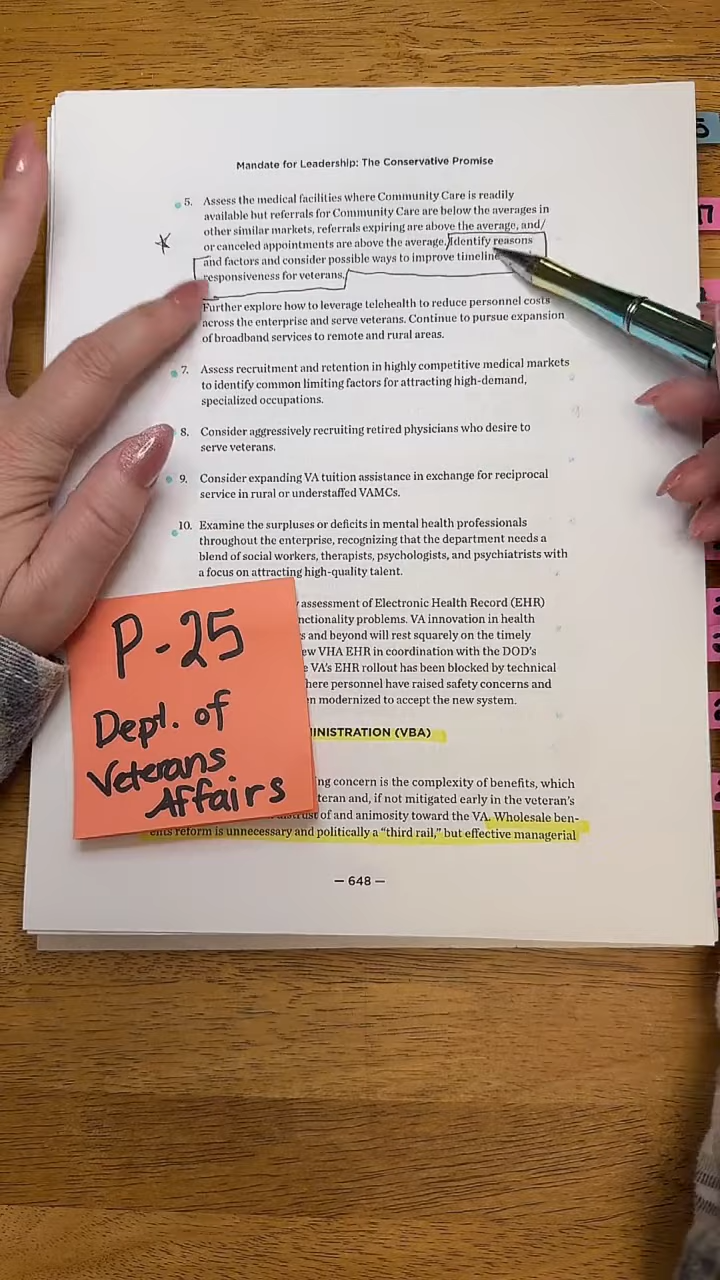 Mandate for Leadership: The Conservative Promise
5. Assess the medical facilities where Community Care is readily
available but referrals for Community Care are below the averages in
other similar markets, referrals expiring are above the average, and/
or canceled appointments are above the average. Identify reasons
and factors and consider possible ways to improve timeline
responsiveness for veterans.
Further explore how to leverage telehealth to reduce personnel costs
across the enterprise and serve veterans. Continue to pursue expansion
of broadband services to remote and rural areas.
7. Assess recruitment and retention in highly competitive medical markets
to identify common limiting factors for attracting high-demand,
specialized occupations.
8. Consider aggressively recruiting retired physicians who desire to
serve veterans.
9. Consider expanding VA tuition assistance in exchange for reciprocal
service in rural or understaffed VAMCs.
10. Examine the surpluses or deficits in mental health professionals
throughout the enterprise, recognizing that the department needs a
blend of social workers, therapists, psychologists, and psychiatrists with
a focus on attracting high-quality talent.
assessment of Electronic Health Record (EHR)
problems. VA innovation in health
and beyond will rest squarely on the timely
VHA EHR in coordination with the DOD's
VA's EHR rollout has been blocked by technical
personnel have raised safety concerns and
modernized to accept the new system.
(VBA)
concern is the complexity of benefits, which
and, if not mitigated early in the veteran's
of and animosity toward the VA. Wholesale ben-
reform is unnecessary and politically a "third rail," but effective managerial
— 648 —
P-25
Dept. of
Veterans
Affairs